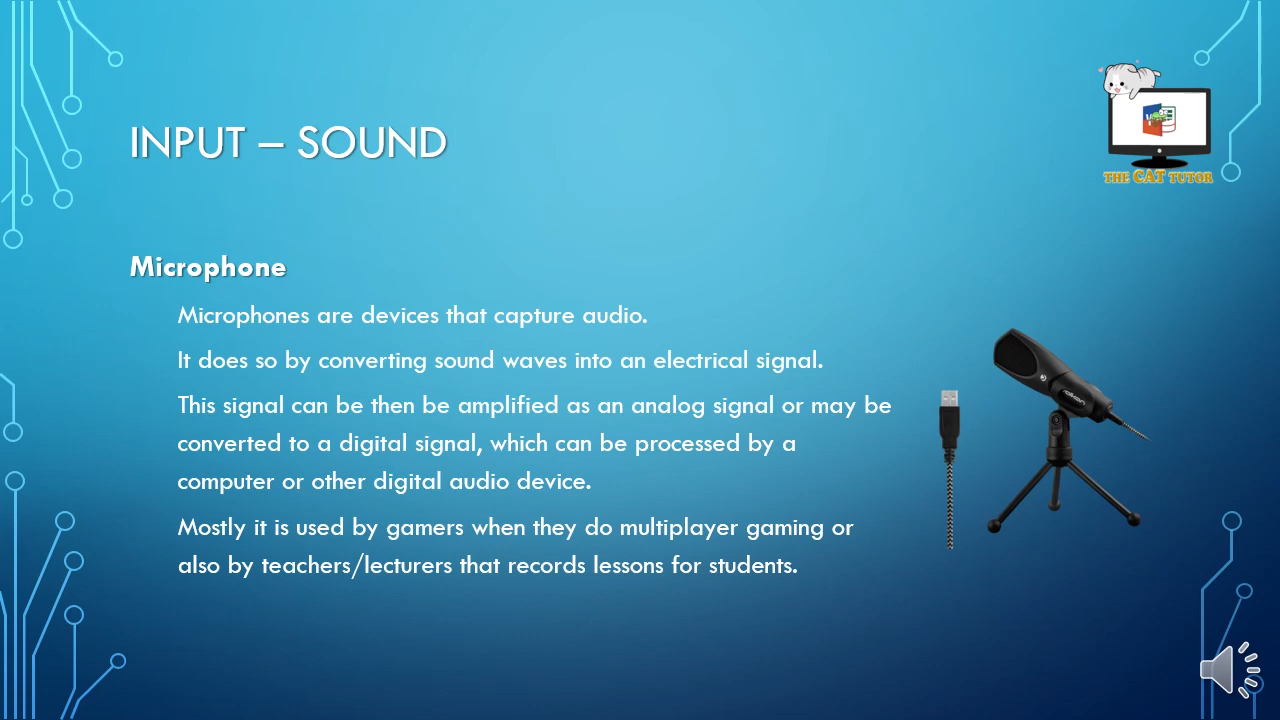 INPUT – SOUND
THE CAT TUTOR
Microphone
Microphones are devices that capture audio.
It does so by converting sound waves into an electrical signal.
This signal can be then be amplified as an analog signal or may be
converted to a digital signal, which can be processed by a
computer or other digital audio device.
Mostly it is used by gamers when they do multiplayer gaming or
also by teachers/lecturers that records lessons for students.